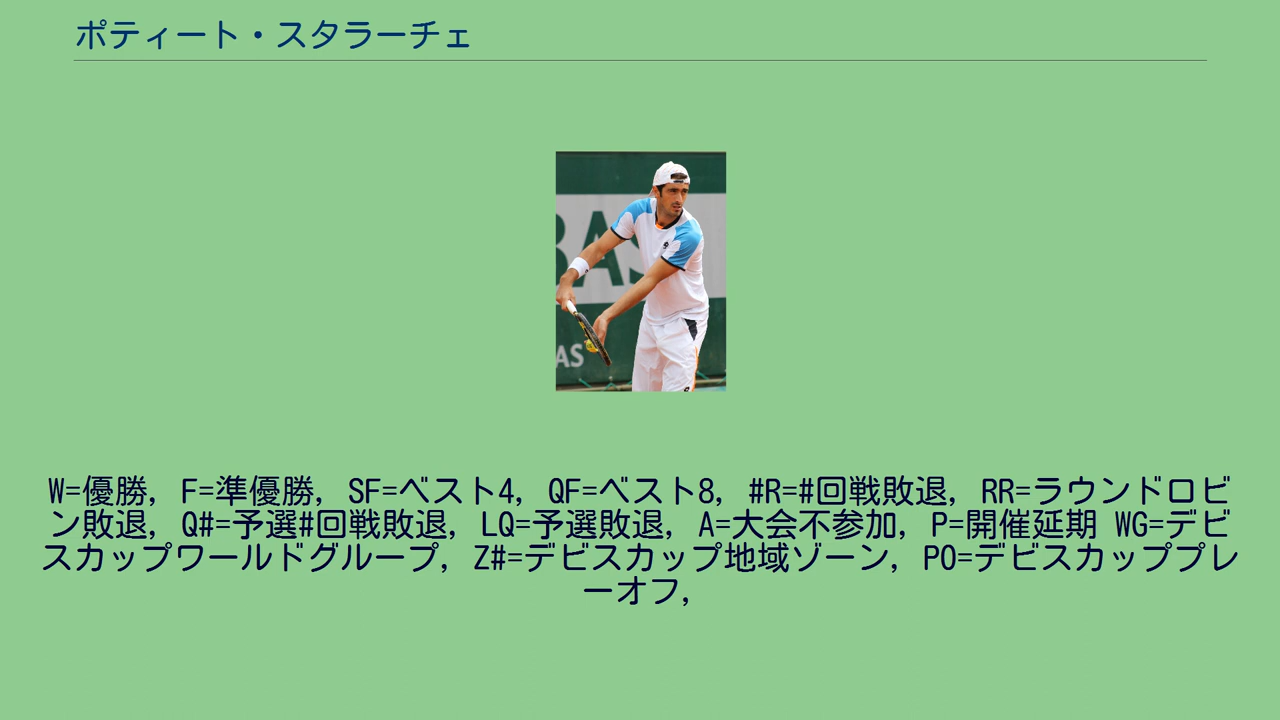 ポティート・スタラーチェ
BAS
AS
W=優勝, F=準優勝, SF=ベスト4, QF=ベスト8, #R=#回戦敗退, RR=ラウンドロビ
ン敗退, Q#=予選#回戦敗退, LQ=予選敗退, A=大会不参加, P=開催延期 WG=デビ
スカップワールドグループ, Z#=デビスカップ地域ゾーン, PO=デビスカッププレ
ーオフ,